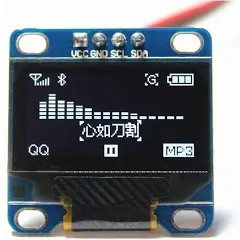 VCC GND SCL SDA
G
[心如刀割]
QQ
MP3